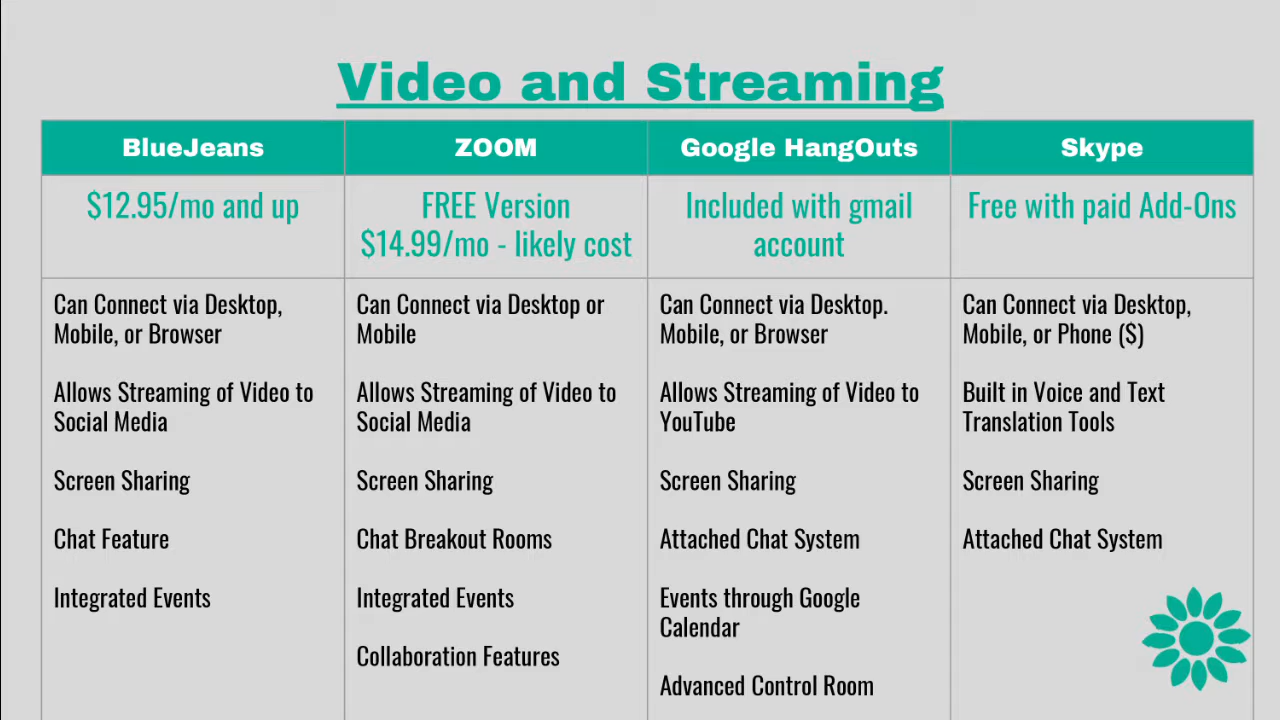 Video and Streaming
BlueJeans
ZOOM
Google HangOuts
Skype
$12.95/mo and up
FREE Version
$14.99/mo - likely cost
Included with gmail
account
Free with paid Add-Ons
Can Connect via Desktop,
Mobile, or Browser
Allows Streaming of Video to
Social Media
Screen Sharing
Chat Feature
Integrated Events
Can Connect via Desktop or
Mobile
Allows Streaming of Video to
Social Media
Screen Sharing
Chat Breakout Rooms
Integrated Events
Collaboration Features
Can Connect via Desktop.
Mobile, or Browser
Allows Streaming of Video to
YouTube
Screen Sharing
Attached Chat System
Events through Google
Calendar
Advanced Control Room
Can Connect via Desktop,
Mobile, or Phone ($)
Built in Voice and Text
Translation Tools
Screen Sharing
Attached Chat System